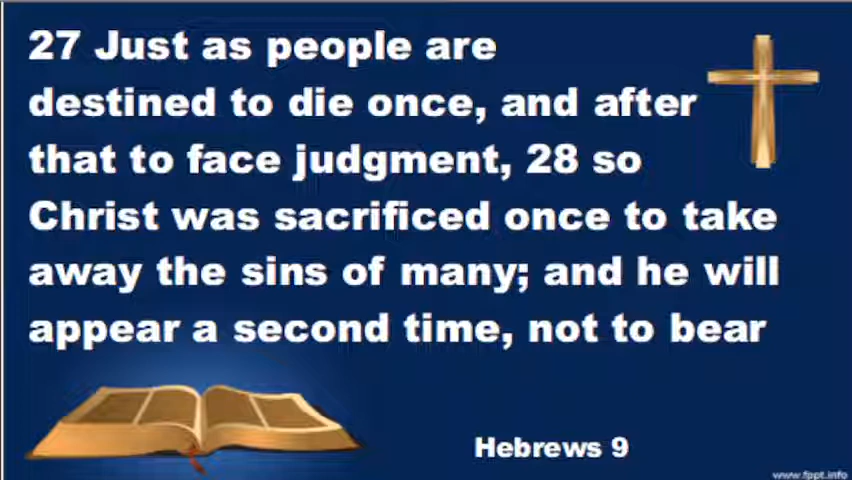 27 Just as people are
destined to die once, and after
that to face judgment, 28 so
Christ was sacrificed once to take
away the sins of many; and he will
appear a second time, not to bear
Hebrews 9
www.fppt.info